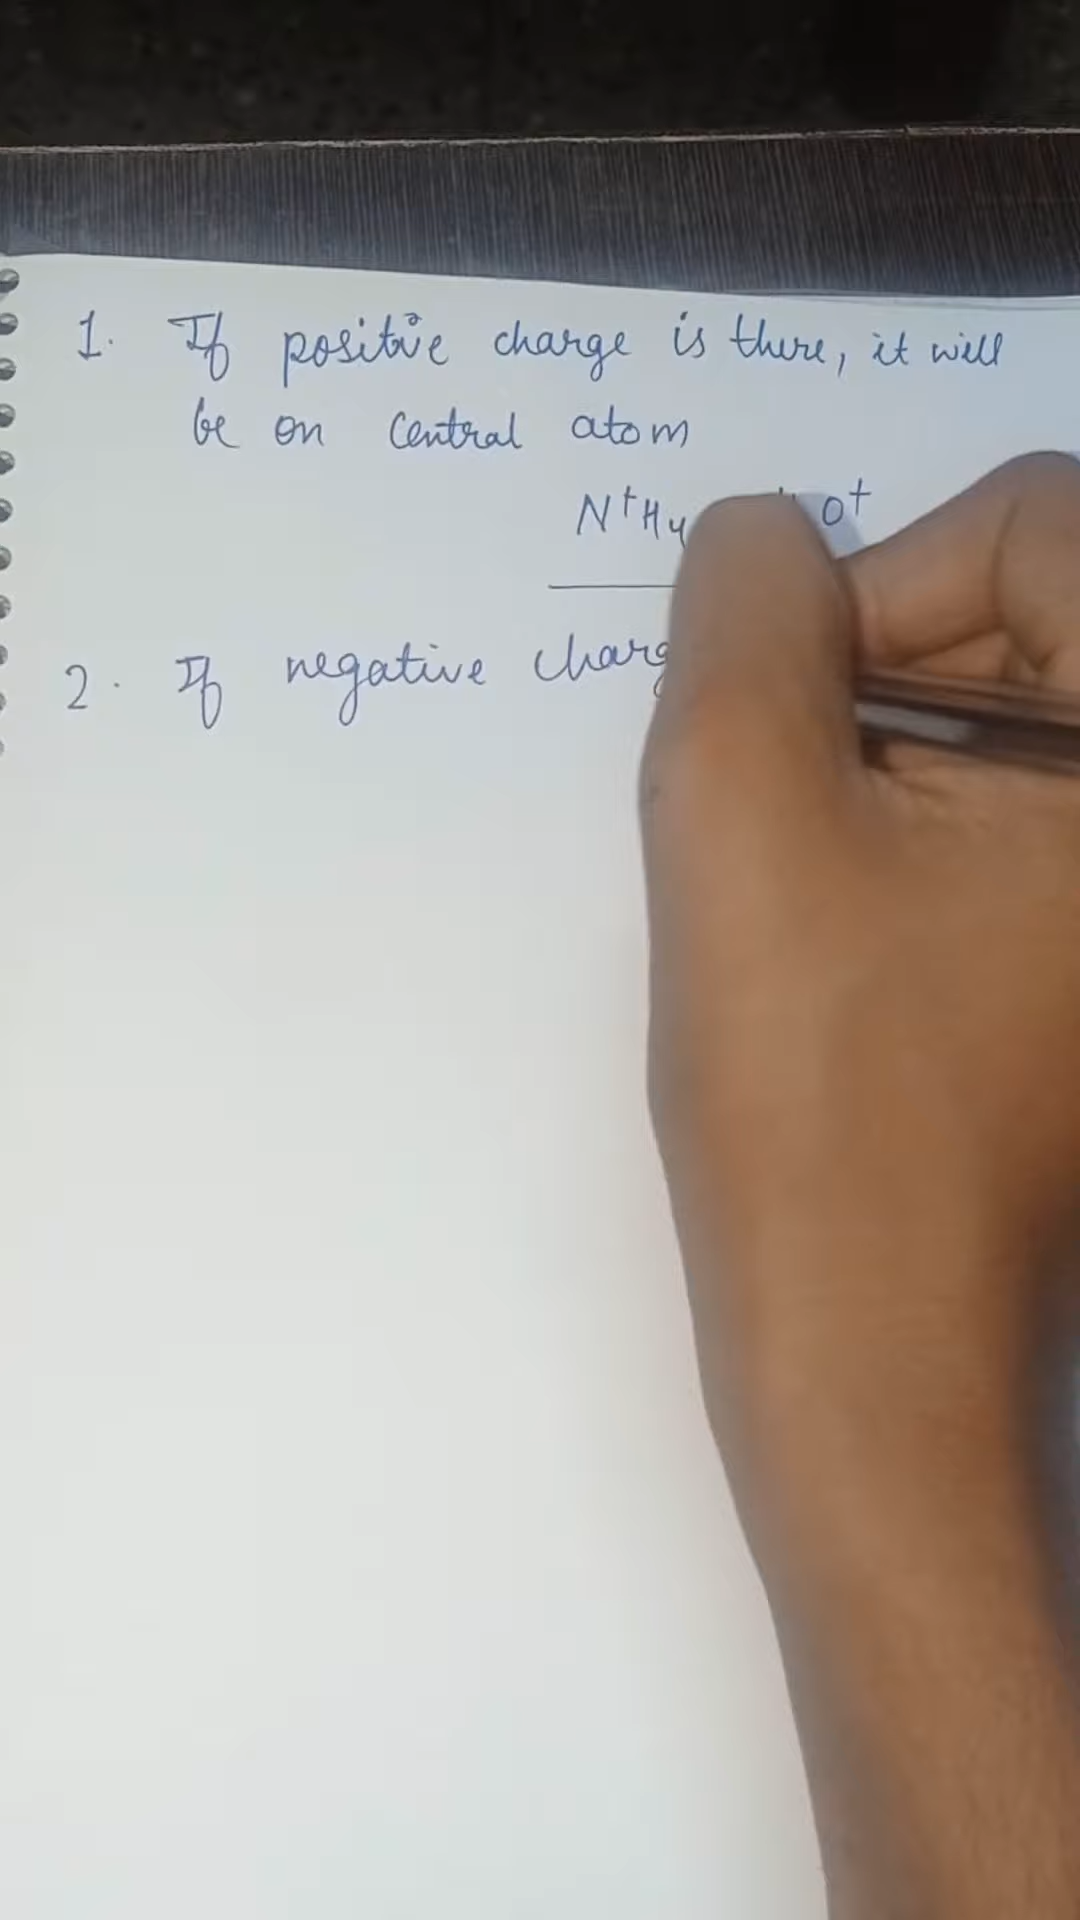 1. If positive charge is there, it will
be on Central atom
N⁺H₄ O⁺
2. If negative charg